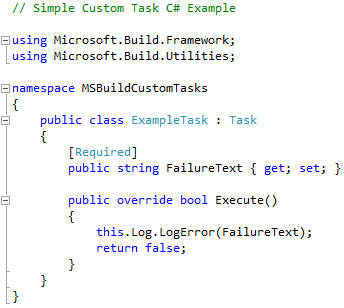 // Simple Custom Task C# Example
using Microsoft.Build.Framework;
using Microsoft.Build.Utilities;
namespace MSBuildCustomTasks
{
    public class ExampleTask : Task
    {
        [Required]
        public string FailureText { get; set; }
        public override bool Execute()
        {
            this.Log.LogError(FailureText);
            return false;
        }
    }
}